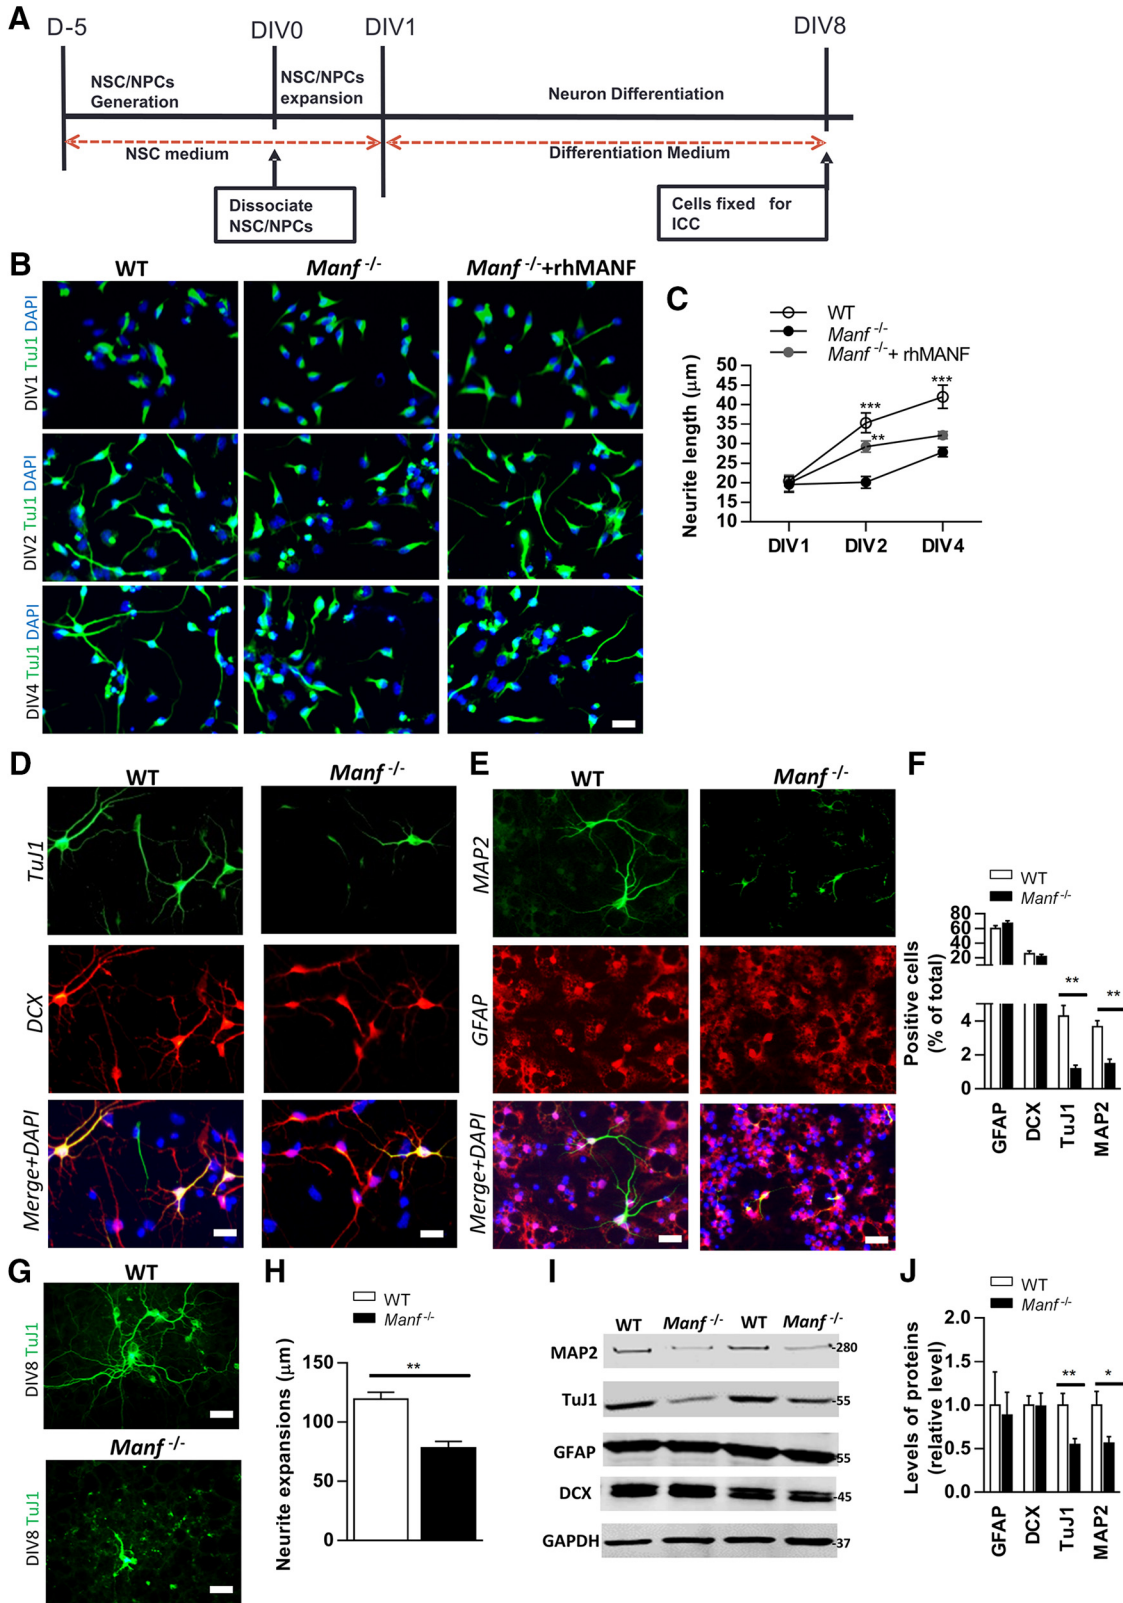 A
D-5
DIV0
DIV1
DIV8
NSC/NPCs
Generation
NSC/NPCs
expansion
Neuron Differentiation
NSC medium
Differentiation Medium
Dissociate
NSC/NPCs
Cells fixed for
ICC
B
WT
Manf -/-
Manf -/-+rhMANF
DIV1 TuJ1 DAPI
DIV2 TuJ1 DAPI
DIV4 TuJ1 DAPI
C
WT
Manf -/-
Manf -/-+ rhMANF
Neurite length (μm)
50
45
40
35
30
25
20
15
10
***
**
***
DIV1 DIV2 DIV4
D
WT
Manf -/-
TuJ1
DCX
Merge+DAPI
E
WT
Manf -/-
MAP2
GFAP
Merge+DAPI
F
WT
Manf -/-
Positive cells
(% of total)
80
60
40
20
4
2
0
**
**
GFAP
DCX
TuJ1
MAP2
G
WT
DIV8 TuJ1
Manf -/-
DIV8 TuJ1
H
WT
Manf -/-
Neurite expansions (μm)
150
100
50
0
**
I
WT Manf -/- WT Manf -/-
MAP2 -280
TuJ1 -55
GFAP -55
DCX -45
GAPDH -37
J
WT
Manf -/-
Levels of proteins
(relative level)
2.0
1.5
1.0
0.5
0.0
**
*
GFAP
DCX
TuJ1
MAP2